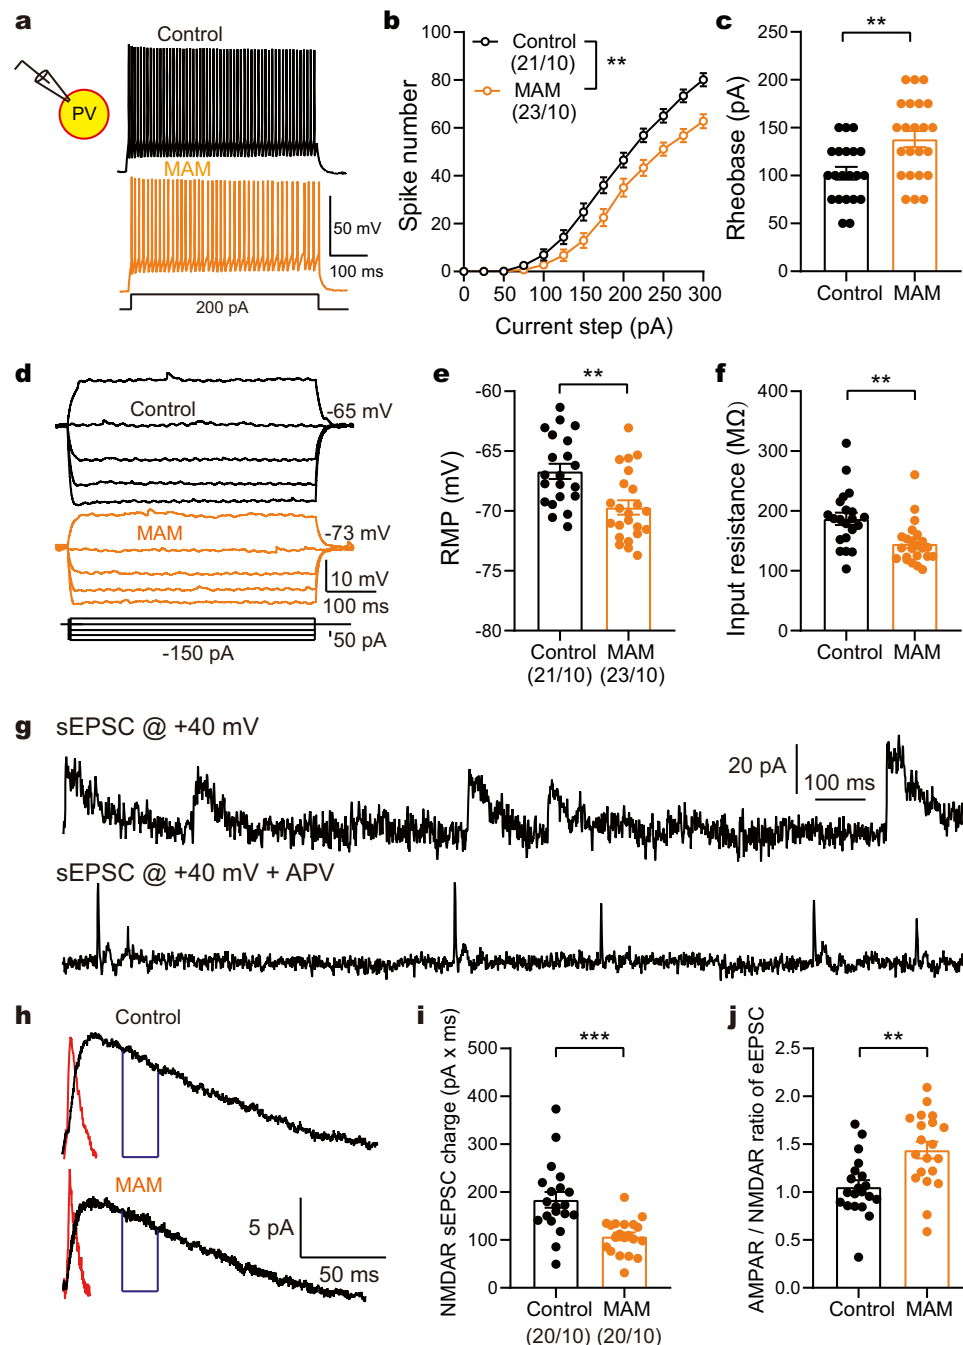 a
Control
PV
MAM
50 mV
100 ms
200 pA
b
Spike number
100
80
60
40
20
0
Control
(21/10)
MAM
(23/10)
**
0 50 100 150 200 250 300
Current step (pA)
c
Rheobase (pA)
250
200
150
100
50
0
**
Control MAM
d
Control
-65 mV
MAM
-73 mV
10 mV
100 ms
50 pA
-150 pA
e
RMP (mV)
-60
-65
-70
-75
-80
**
Control MAM
(21/10) (23/10)
f
Input resistance (MΩ)
400
300
200
100
0
**
Control MAM
g
sEPSC @ +40 mV
20 pA
100 ms
sEPSC @ +40 mV + APV
h
Control
MAM
5 pA
50 ms
i
NMDAR sEPSC charge (pA x ms)
500
400
300
200
100
0
***
Control MAM
(20/10) (20/10)
j
AMPAR / NMDAR ratio of eEPSC
2.5
2.0
1.5
1.0
0.5
0.0
**
Control MAM